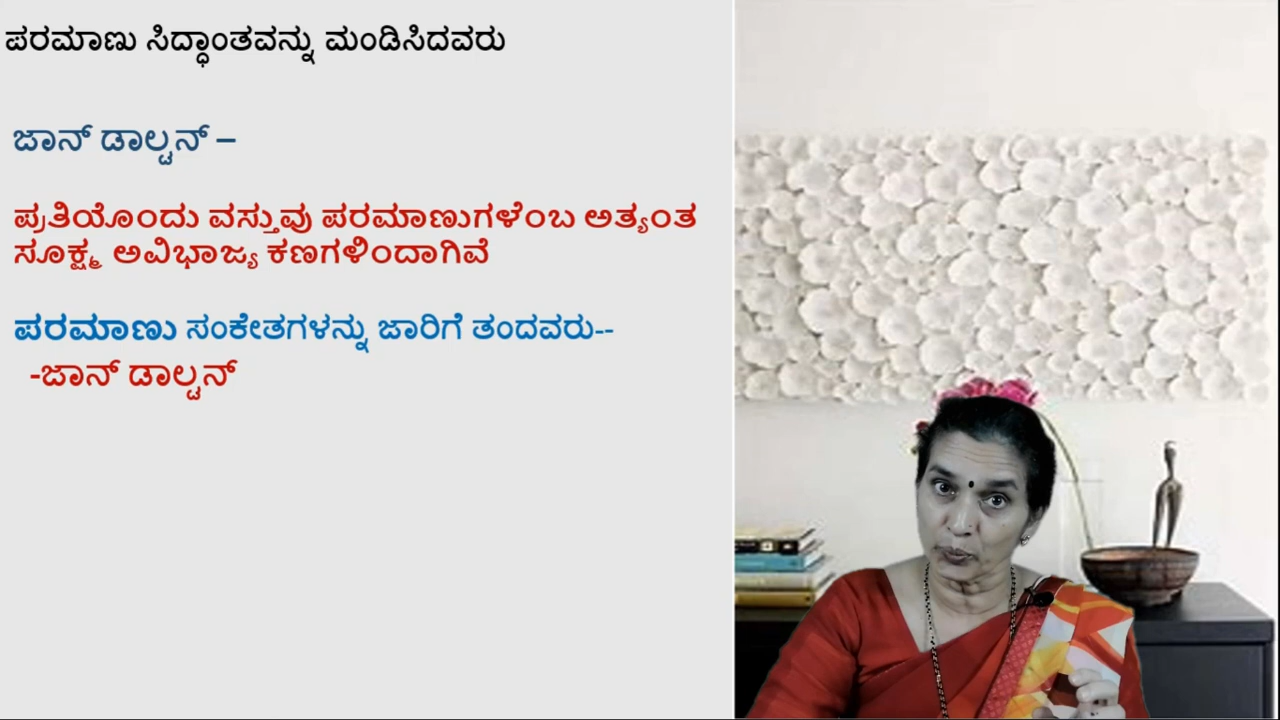 ಪರಮಾಣು ಸಿದ್ಧಾಂತವನ್ನು ಮಂಡಿಸಿದವರು
ಜಾನ್ ಡಾಲ್ಟನ್ –
ಪ್ರತಿಯೊಂದು ವಸ್ತುವು ಪರಮಾಣುಗಳೆಂಬ ಅತ್ಯಂತ
ಸೂಕ್ಷ್ಮ ಅವಿಭಾಜ್ಯ ಕಣಗಳಿಂದಾಗಿವೆ
ಪರಮಾಣು ಸಂಕೇತಗಳನ್ನು ಜಾರಿಗೆ ತಂದವರು--
-ಜಾನ್ ಡಾಲ್ಟನ್